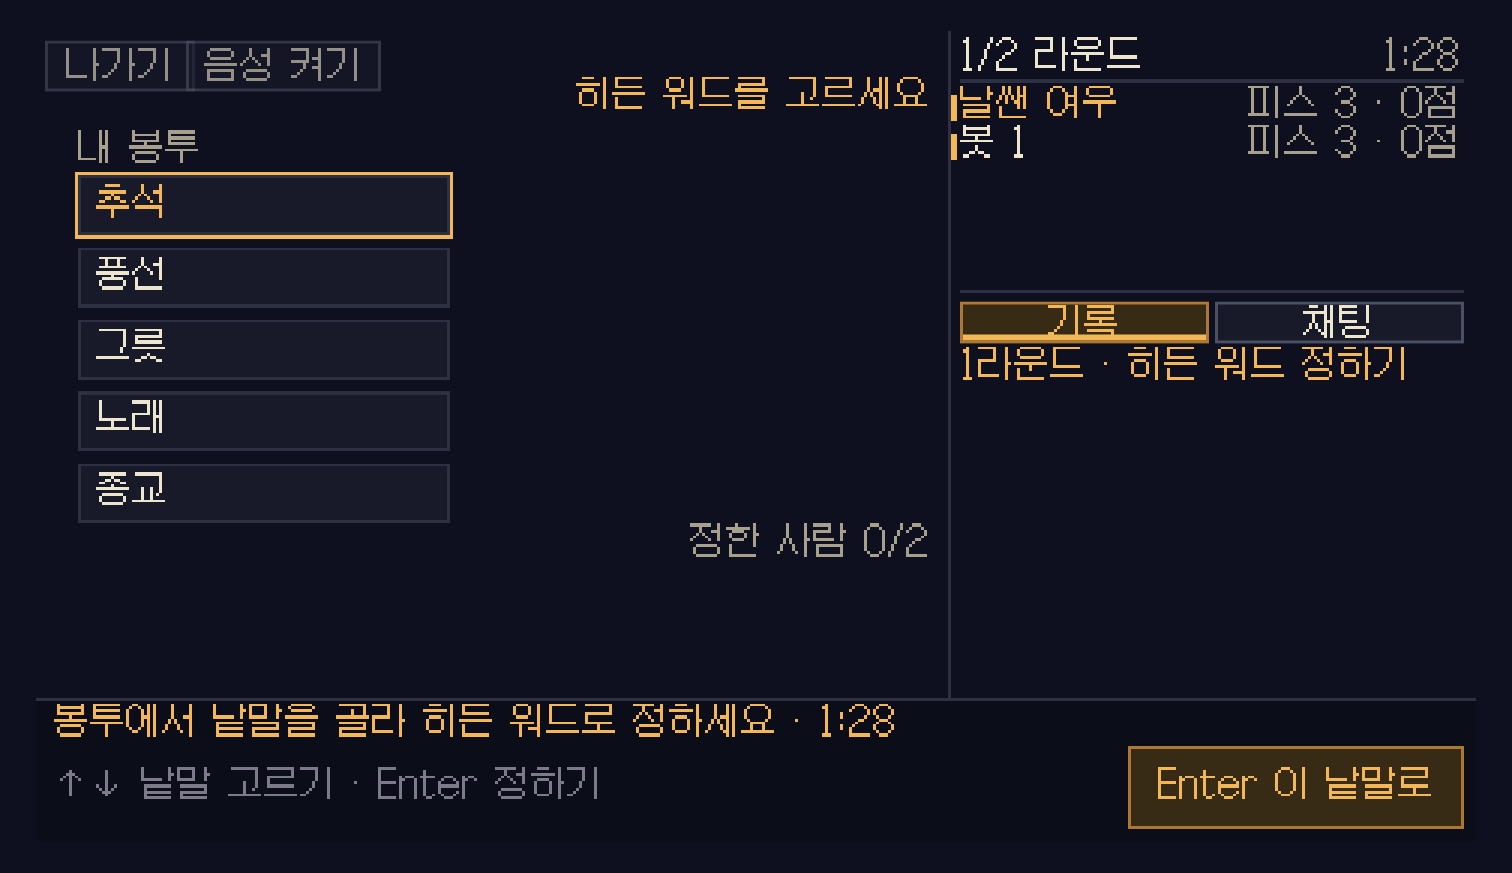 나가기 음성 켜기
히든 워드를 고르세요
내 봉투
추석
풍선
그릇
노래
종교
정한 사람 0/2
1/2 라운드 1:28
날쌘 여우 피스 3 · 0점
봇 1 피스 3 · 0점
기록 채팅
1라운드 · 히든 워드 정하기
봉투에서 낱말을 골라 히든 워드로 정하세요 · 1:28
↑↓ 낱말 고르기 · Enter 정하기
Enter 이 낱말로